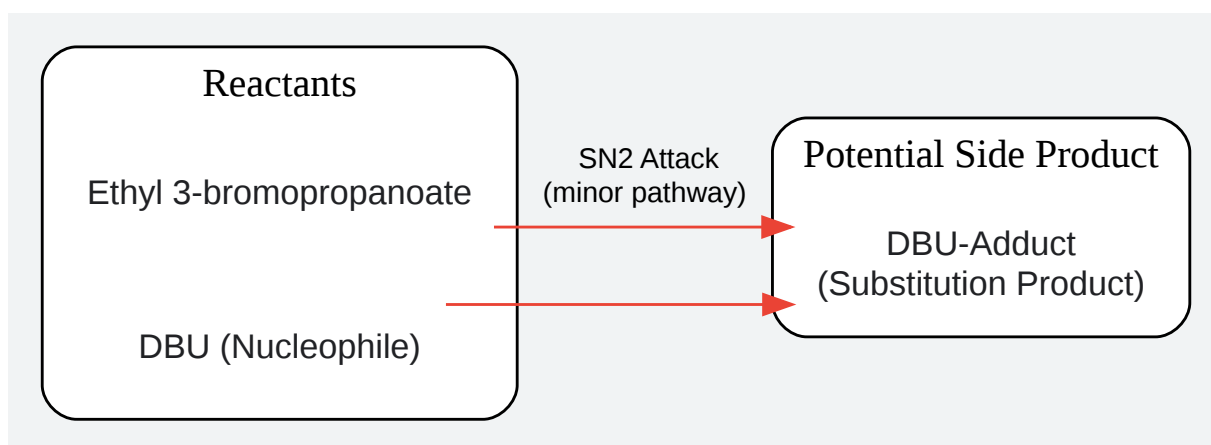 Reactants
Ethyl 3-bromopropanoate
DBU (Nucleophile)
SN2 Attack
(minor pathway)
Potential Side Product
DBU-Adduct
(Substitution Product)